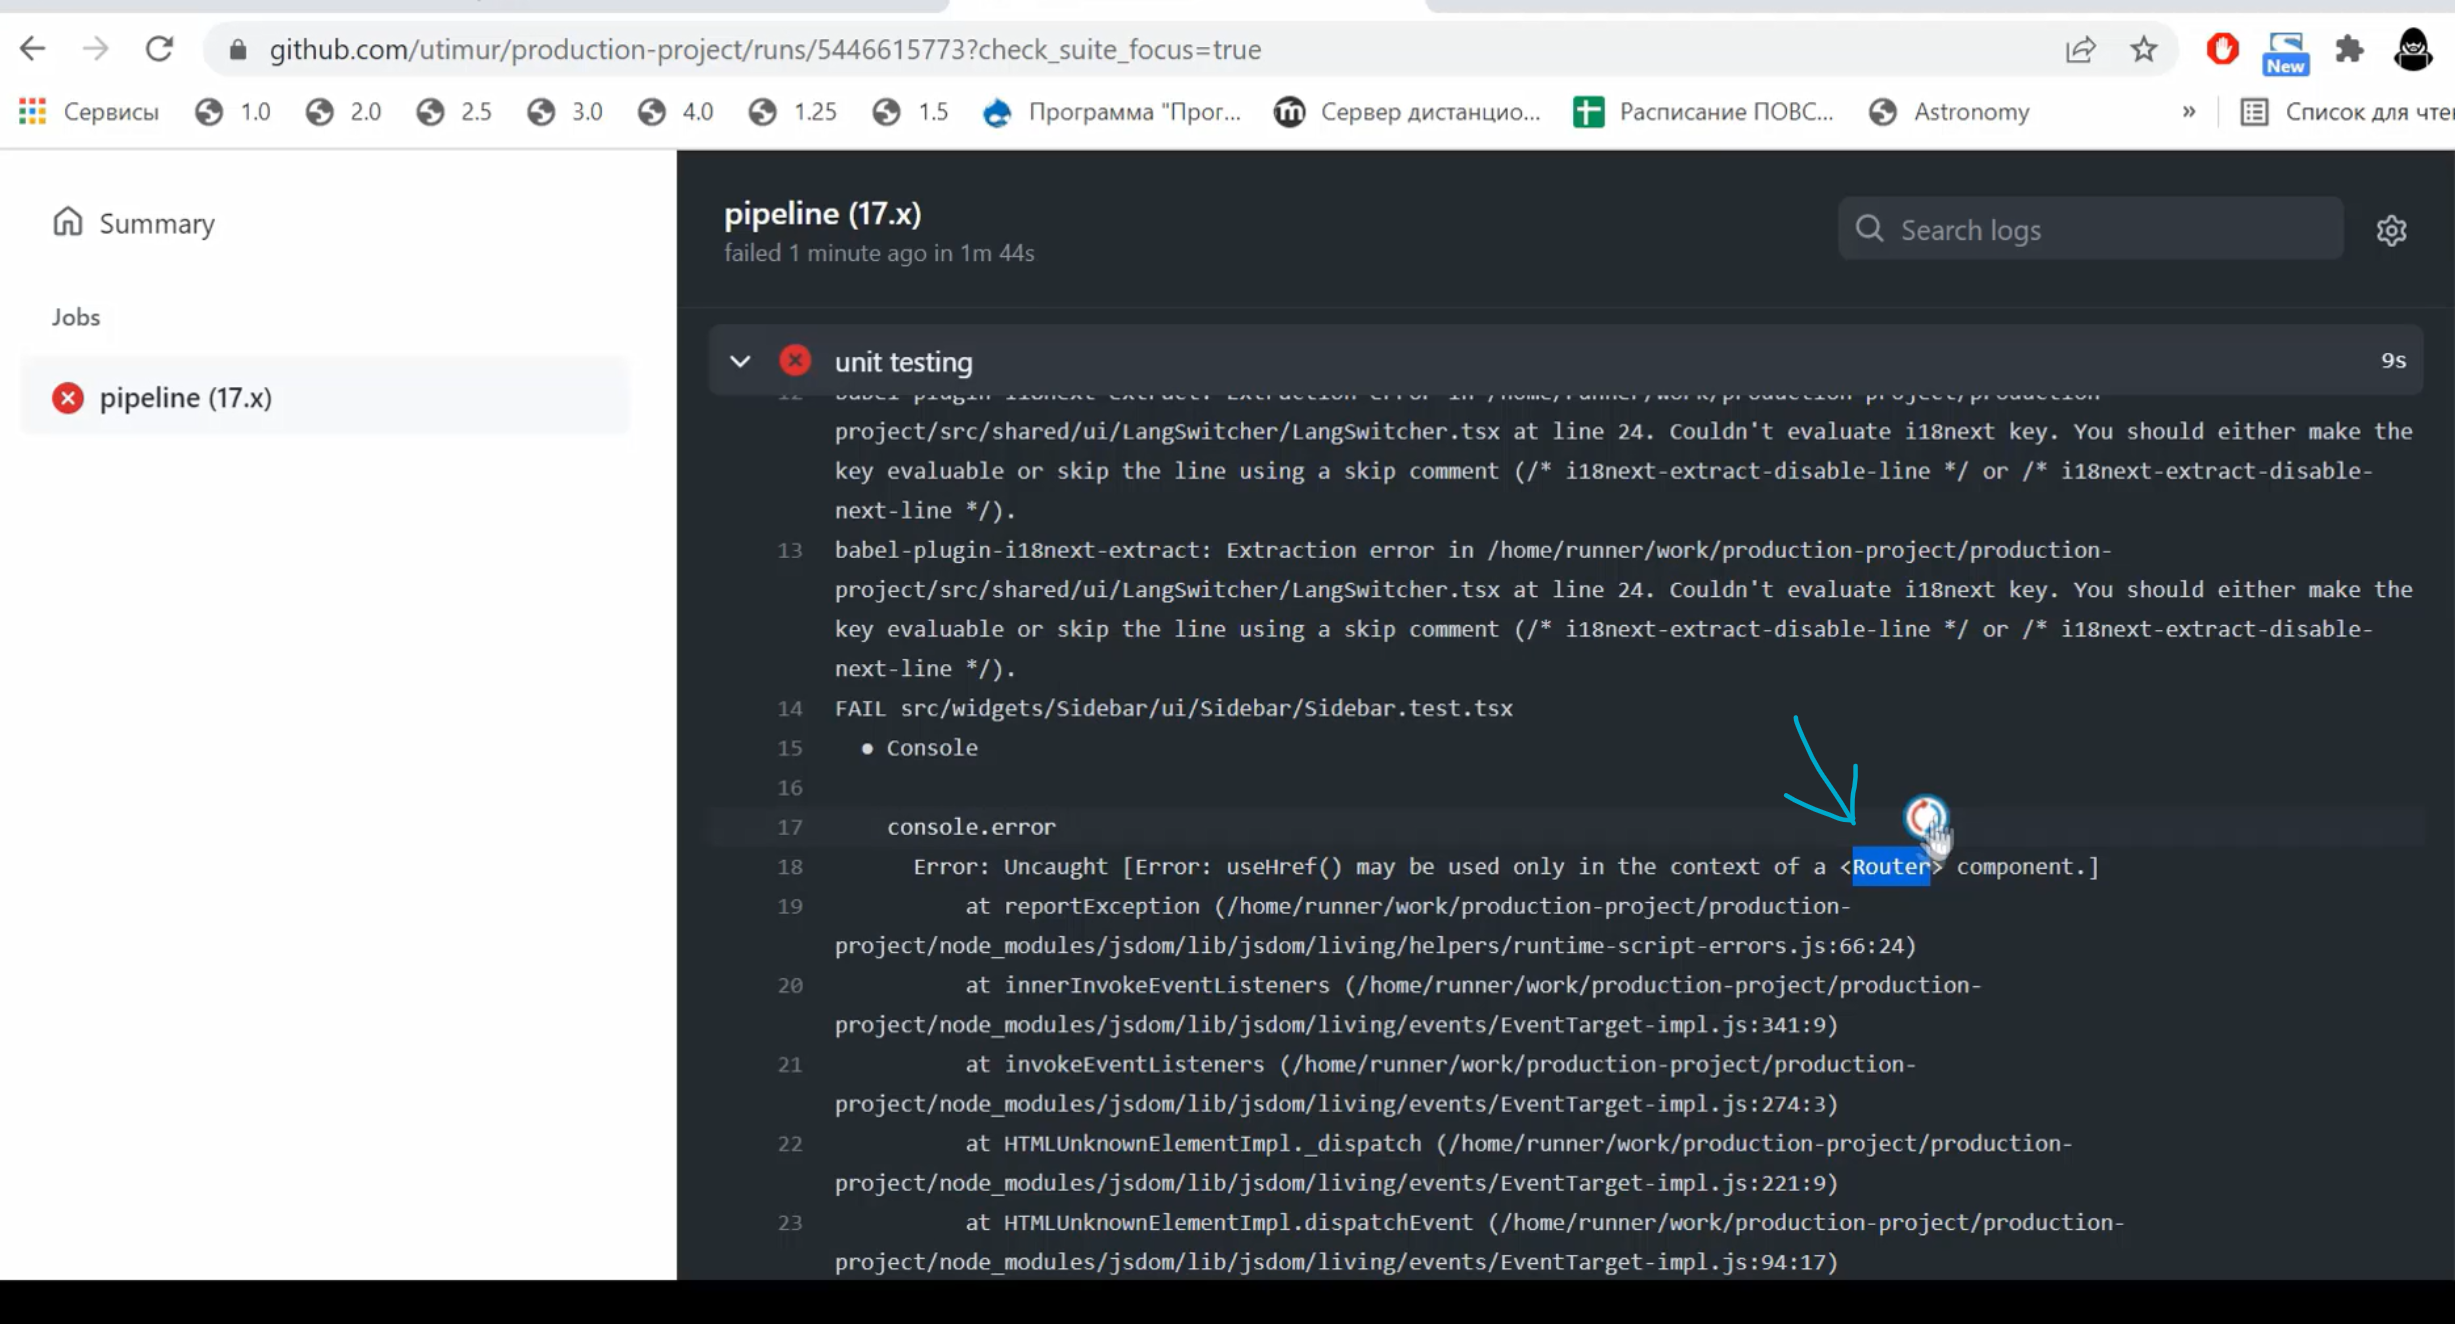 github.com/utimur/production-project/runs/5446615773?check_suite_focus=true
New
Сервисы 1.0 2.0 2.5 3.0 4.0 1.25 1.5 Программа "Прог... Сервер дистанцио... Расписание ПОВС... Astronomy » Список для чте
Summary
Jobs
pipeline (17.x)
pipeline (17.x)
failed 1 minute ago in 1m 44s
Search logs
unit testing 9s
12 babel-plugin-i18next-extract: Extraction error in /home/runner/work/production-project/production-
project/src/shared/ui/LangSwitcher/LangSwitcher.tsx at line 24. Couldn't evaluate i18next key. You should either make the
key evaluable or skip the line using a skip comment (/* i18next-extract-disable-line */ or /* i18next-extract-disable-
next-line */).
13 babel-plugin-i18next-extract: Extraction error in /home/runner/work/production-project/production-
project/src/shared/ui/LangSwitcher/LangSwitcher.tsx at line 24. Couldn't evaluate i18next key. You should either make the
key evaluable or skip the line using a skip comment (/* i18next-extract-disable-line */ or /* i18next-extract-disable-
next-line */).
14 FAIL src/widgets/Sidebar/ui/Sidebar/Sidebar.test.tsx
15 ● Console
16
17 console.error
18 Error: Uncaught [Error: useHref() may be used only in the context of a <Router> component.]
19 at reportException (/home/runner/work/production-project/production-
project/node_modules/jsdom/lib/jsdom/living/helpers/runtime-script-errors.js:66:24)
20 at innerInvokeEventListeners (/home/runner/work/production-project/production-
project/node_modules/jsdom/lib/jsdom/living/events/EventTarget-impl.js:341:9)
21 at invokeEventListeners (/home/runner/work/production-project/production-
project/node_modules/jsdom/lib/jsdom/living/events/EventTarget-impl.js:274:3)
22 at HTMLUnknownElementImpl._dispatch (/home/runner/work/production-project/production-
project/node_modules/jsdom/lib/jsdom/living/events/EventTarget-impl.js:221:9)
23 at HTMLUnknownElementImpl.dispatchEvent (/home/runner/work/production-project/production-
project/node_modules/jsdom/lib/jsdom/living/events/EventTarget-impl.js:94:17)